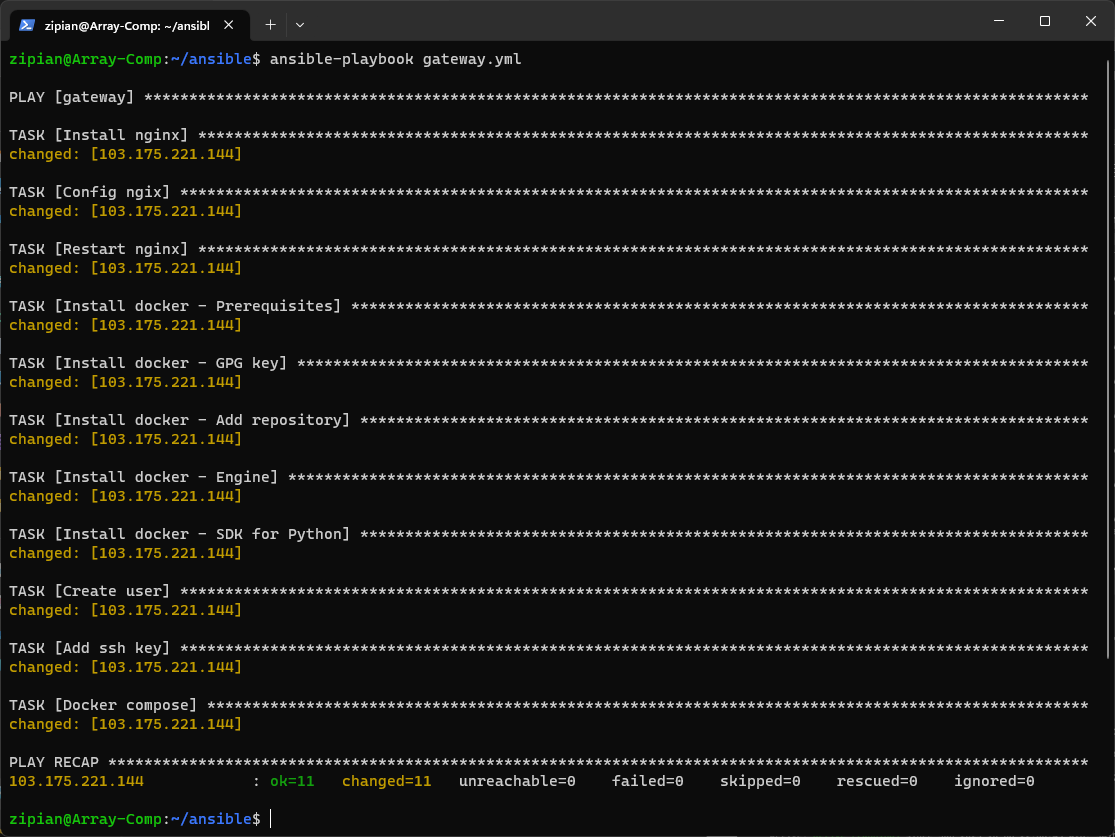 zipian@Array-Comp: ~/ansibl
zipian@Array-Comp:~/ansible$ ansible-playbook gateway.yml
PLAY [gateway] *********************************************************************************************************
TASK [Install nginx] ***************************************************************************************************
changed: [103.175.221.144]
TASK [Config ngix] *****************************************************************************************************
changed: [103.175.221.144]
TASK [Restart nginx] ***************************************************************************************************
changed: [103.175.221.144]
TASK [Install docker - Prerequisites] **********************************************************************************
changed: [103.175.221.144]
TASK [Install docker - GPG key] ****************************************************************************************
changed: [103.175.221.144]
TASK [Install docker - Add repository] *********************************************************************************
changed: [103.175.221.144]
TASK [Install docker - Engine] *****************************************************************************************
changed: [103.175.221.144]
TASK [Install docker - SDK for Python] *********************************************************************************
changed: [103.175.221.144]
TASK [Create user] *****************************************************************************************************
changed: [103.175.221.144]
TASK [Add ssh key] *****************************************************************************************************
changed: [103.175.221.144]
TASK [Docker compose] **************************************************************************************************
changed: [103.175.221.144]
PLAY RECAP *************************************************************************************************************
103.175.221.144            : ok=11   changed=11   unreachable=0    failed=0    skipped=0    rescued=0    ignored=0
zipian@Array-Comp:~/ansible$